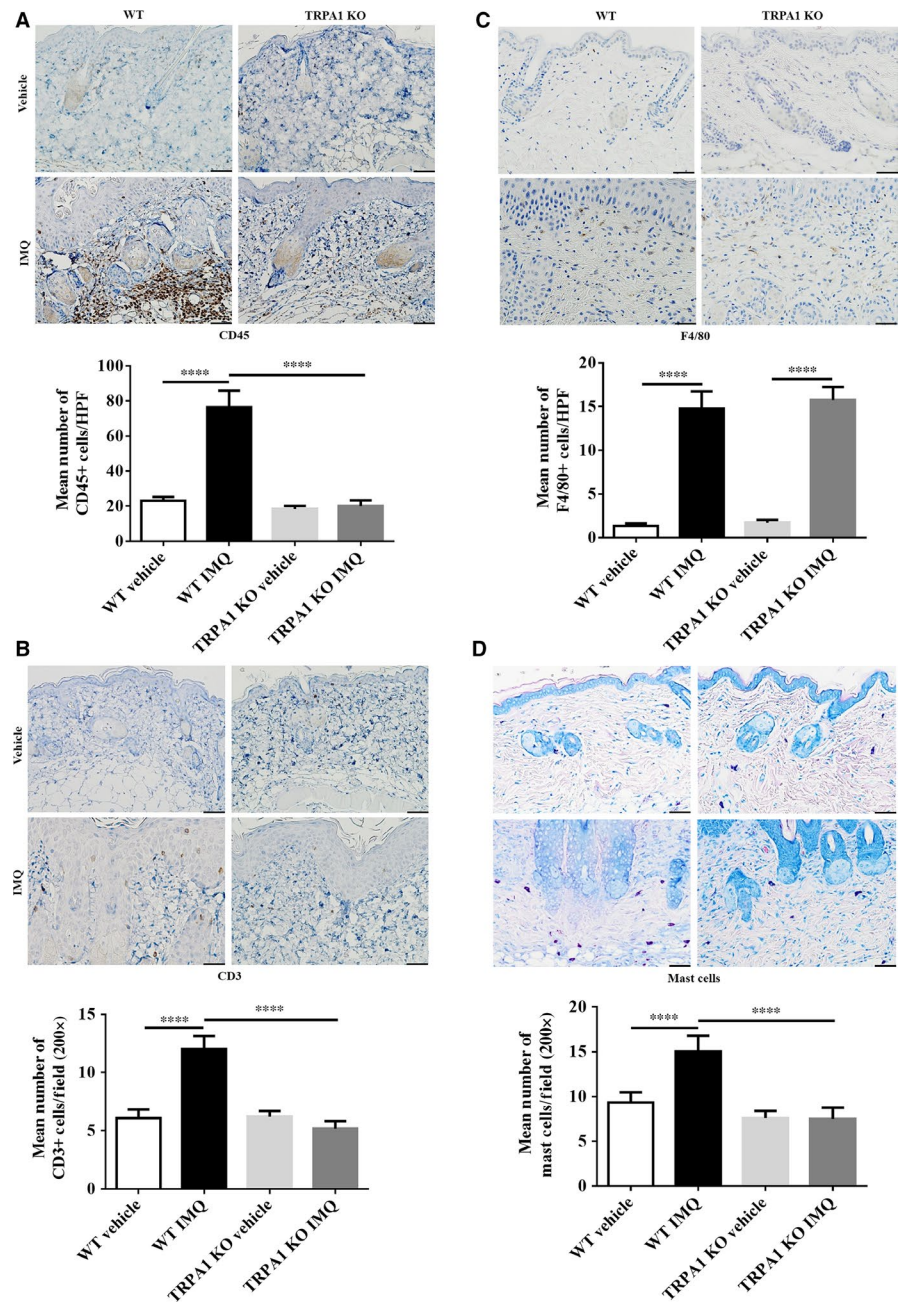 A
WT
TRPA1 KO
Vehicle
IMQ
CD45
Mean number of
CD45+ cells/HPF
100
80
60
40
20
0
****
****
WT vehicle
WT IMQ
TRPA1 KO vehicle
TRPA1 KO IMQ
C
WT
TRPA1 KO
F4/80
Mean number of
F4/80+ cells/HPF
20
15
10
5
0
****
****
WT vehicle
WT IMQ
TRPA1 KO vehicle
TRPA1 KO IMQ
B
Vehicle
IMQ
CD3
Mean number of
CD3+ cells/field (200×)
15
10
5
0
****
****
WT vehicle
WT IMQ
TRPA1 KO vehicle
TRPA1 KO IMQ
D
Mast cells
Mean number of
mast cells/field (200×)
20
15
10
5
0
****
****
WT vehicle
WT IMQ
TRPA1 KO vehicle
TRPA1 KO IMQ